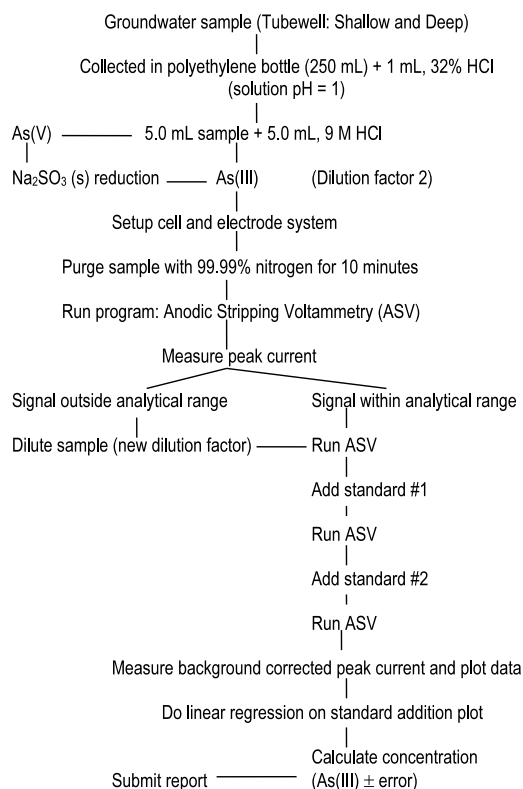 Groundwater sample (Tubewell: Shallow and Deep)
Collected in polyethylene bottle (250 mL) + 1 mL, 32% HCl
(solution pH = 1)
As(V) 5.0 mL sample + 5.0 mL, 9 M HCl
Na₂SO₃ (s) reduction As(III) (Dilution factor 2)
Setup cell and electrode system
Purge sample with 99.99% nitrogen for 10 minutes
Run program: Anodic Stripping Voltammetry (ASV)
Measure peak current
Signal outside analytical range Signal within analytical range
Dilute sample (new dilution factor) Run ASV
Add standard #1
Run ASV
Add standard #2
Run ASV
Measure background corrected peak current and plot data
Do linear regression on standard addition plot
Calculate concentration
Submit report (As(III) ± error)